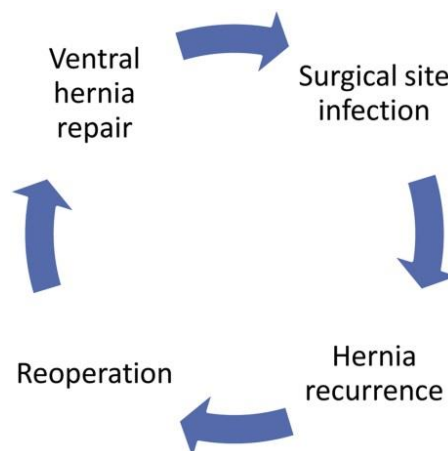 Ventral
hernia
repair
Surgical site
infection
Hernia
recurrence
Reoperation